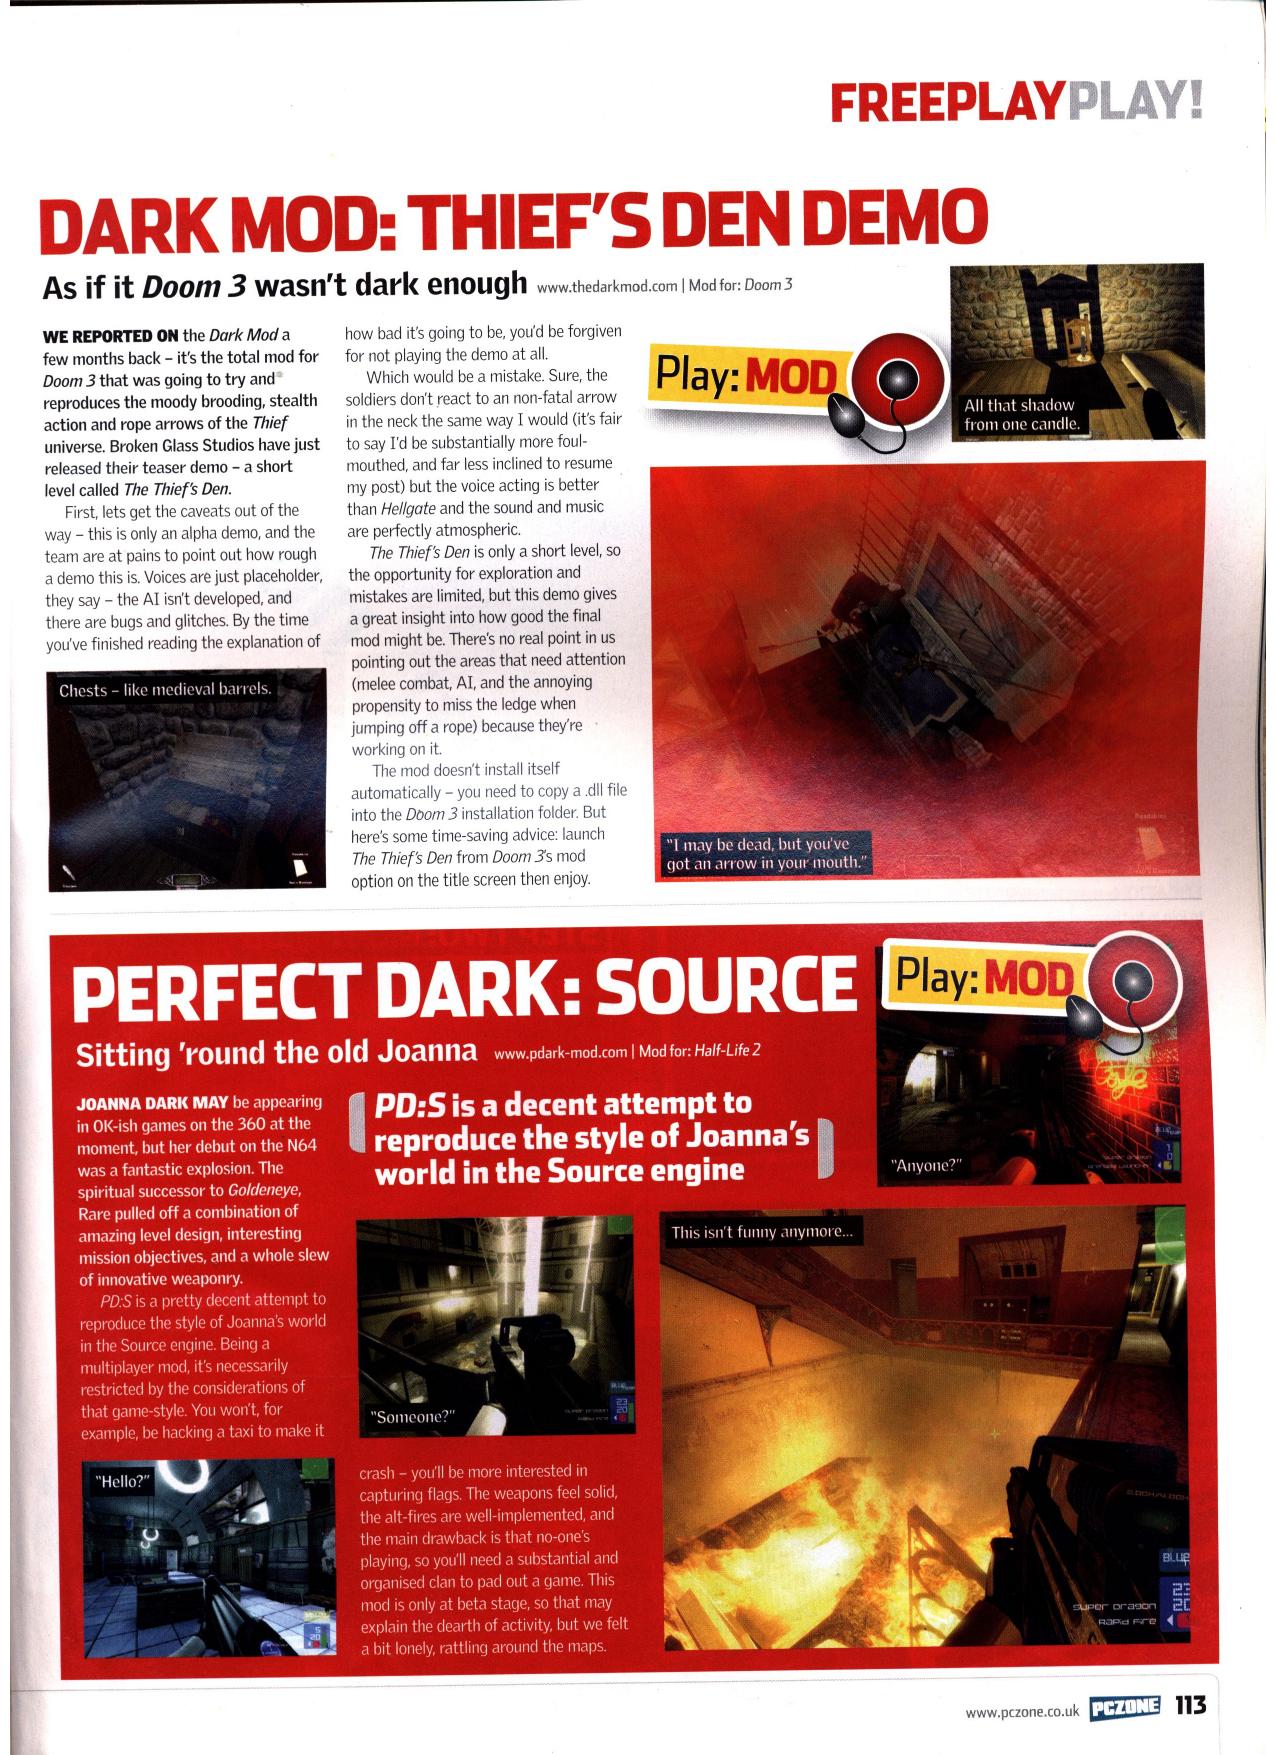 FREEPLAYPLAY!
DARK MOD: THIEF'S DEN DEMO
As if it Doom 3 wasn't dark enough www.thedarkmod.com | Mod for: Doom 3
WE REPORTED ON the Dark Mod a
few months back – it's the total mod for
Doom 3 that was going to try and
reproduces the moody brooding, stealth
action and rope arrows of the Thief
universe. Broken Glass Studios have just
released their teaser demo – a short
level called The Thief's Den.
First, lets get the caveats out of the
way – this is only an alpha demo, and the
team are at pains to point out how rough
a demo this is. Voices are just placeholder,
they say – the AI isn't developed, and
there are bugs and glitches. By the time
you've finished reading the explanation of
Chests – like medieval barrels.
how bad it's going to be, you'd be forgiven
for not playing the demo at all.
Which would be a mistake. Sure, the
soldiers don't react to an non-fatal arrow
in the neck the same way I would (it's fair
to say I'd be substantially more foul-
mouthed, and far less inclined to resume
my post) but the voice acting is better
than Hellgate and the sound and music
are perfectly atmospheric.
The Thief's Den is only a short level, so
the opportunity for exploration and
mistakes are limited, but this demo gives
a great insight into how good the final
mod might be. There's no real point in us
pointing out the areas that need attention
(melee combat, AI, and the annoying
propensity to miss the ledge when
jumping off a rope) because they're
working on it.
The mod doesn't install itself
automatically – you need to copy a .dll file
into the Doom 3 installation folder. But
here's some time-saving advice: launch
The Thief's Den from Doom 3's mod
option on the title screen then enjoy.
Play: MOD
All that shadow
from one candle.
Readables
"I may be dead, but you've
got an arrow in your mouth."
PERFECT DARK: SOURCE
Sitting 'round the old Joanna www.pdark-mod.com | Mod for: Half-Life 2
Play: MOD
JOANNA DARK MAY be appearing
in OK-ish games on the 360 at the
moment, but her debut on the N64
was a fantastic explosion. The
spiritual successor to Goldeneye,
Rare pulled off a combination of
amazing level design, interesting
mission objectives, and a whole slew
of innovative weaponry.
PD:S is a pretty decent attempt to
reproduce the style of Joanna's world
in the Source engine. Being a
multiplayer mod, it's necessarily
restricted by the considerations of
that game-style. You won't, for
example, be hacking a taxi to make it
"Hello?"
PD:S is a decent attempt to
reproduce the style of Joanna's
world in the Source engine
"Someone?"
crash – you'll be more interested in
capturing flags. The weapons feel solid,
the alt-fires are well-implemented, and
the main drawback is that no-one's
playing, so you'll need a substantial and
organised clan to pad out a game. This
mod is only at beta stage, so that may
explain the dearth of activity, but we felt
a bit lonely, rattling around the maps.
"Anyone?"
This isn't funny anymore...
BLUE
SUPER DRAGON
RAPID FIRE
www.pczone.co.uk PCZONE 113